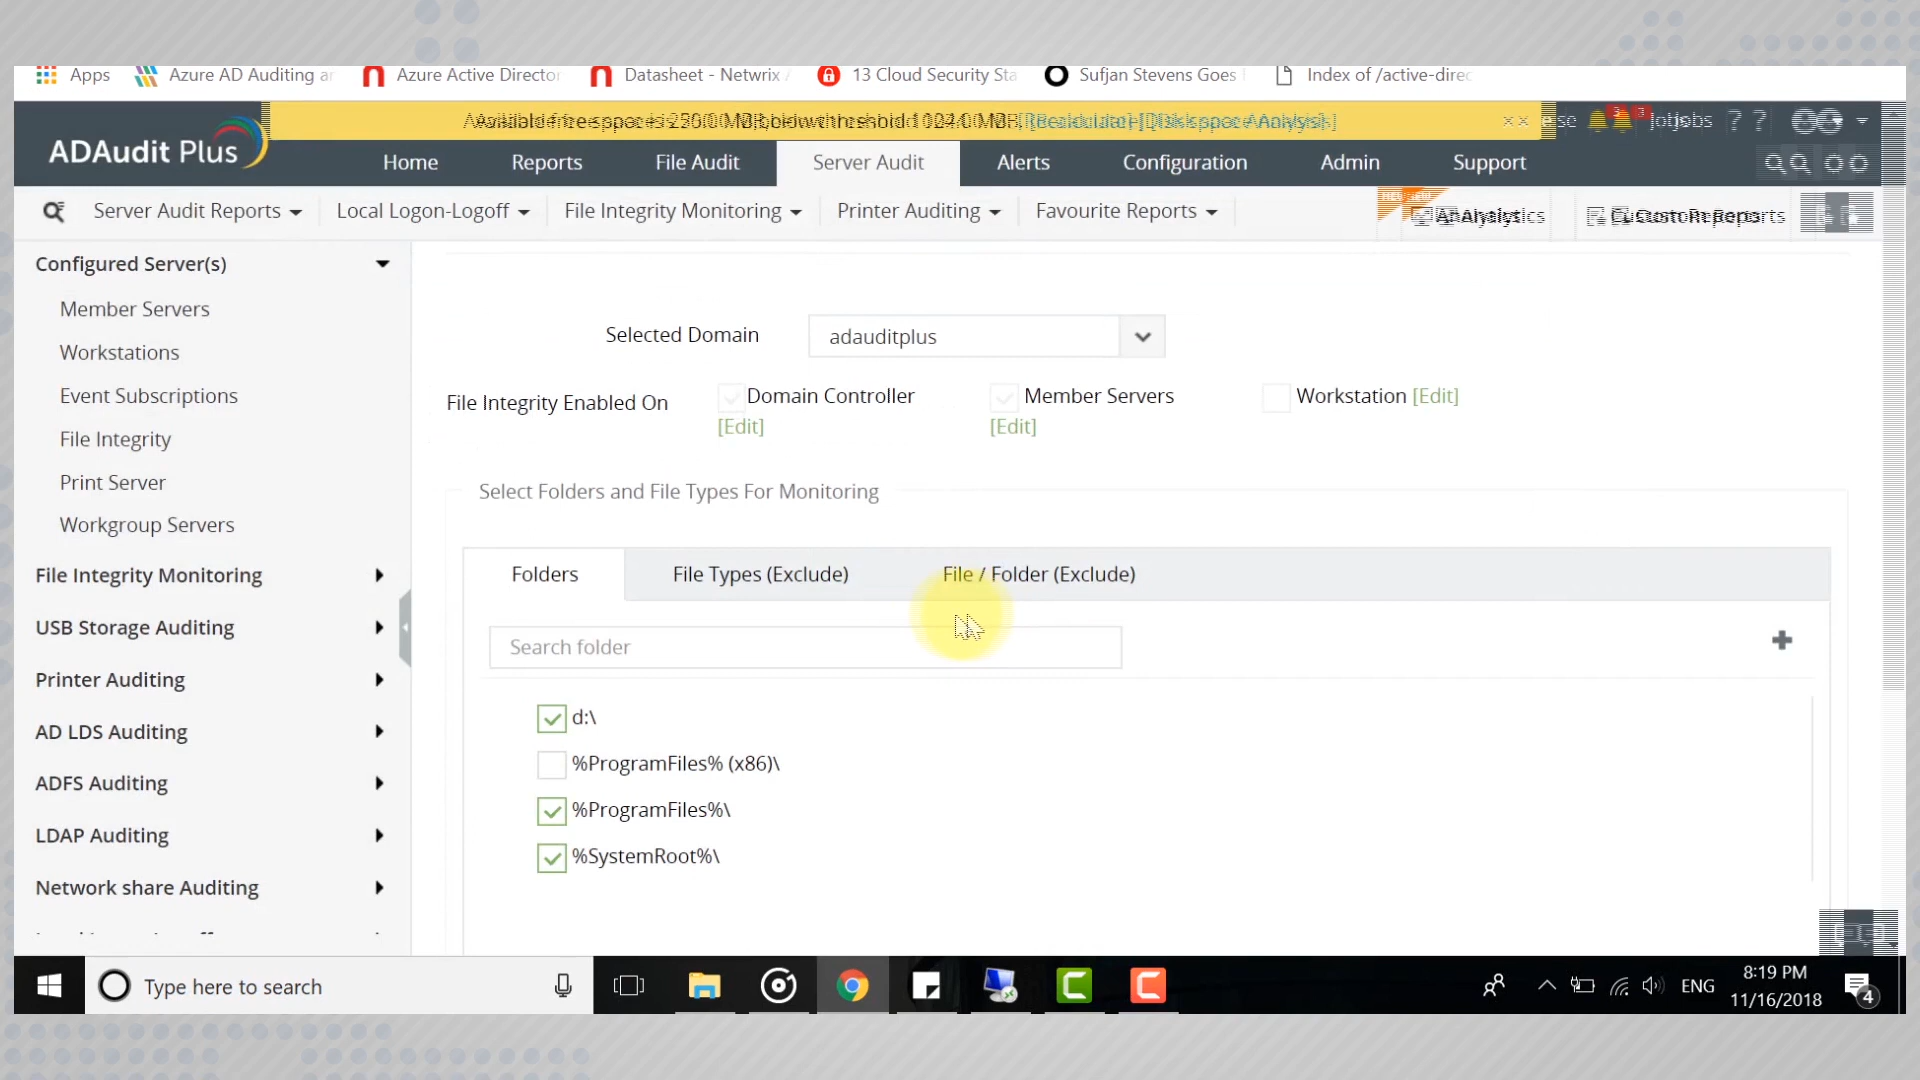 Apps
Azure AD Auditing ar
Azure Active Director
Datasheet - Netwrix
13 Cloud Security Sta
Sufjan Stevens Goes
Index of /active-direc
ADAudit Plus
Home
Reports
File Audit
Server Audit
Alerts
Configuration
Admin
Support
Server Audit Reports
Local Logon-Logoff
File Integrity Monitoring
Printer Auditing
Favourite Reports
Configured Server(s)
Member Servers
Workstations
Event Subscriptions
File Integrity
Print Server
Workgroup Servers
File Integrity Monitoring
USB Storage Auditing
Printer Auditing
AD LDS Auditing
ADFS Auditing
LDAP Auditing
Network share Auditing
Selected Domain
adauditplus
File Integrity Enabled On
Domain Controller
[Edit]
Member Servers
[Edit]
Workstation [Edit]
Select Folders and File Types For Monitoring
Folders
File Types (Exclude)
File / Folder (Exclude)
Search folder
d:\
%ProgramFiles% (x86)\
%ProgramFiles%\
%SystemRoot%\
Type here to search
ENG
8:19 PM
11/16/2018
4